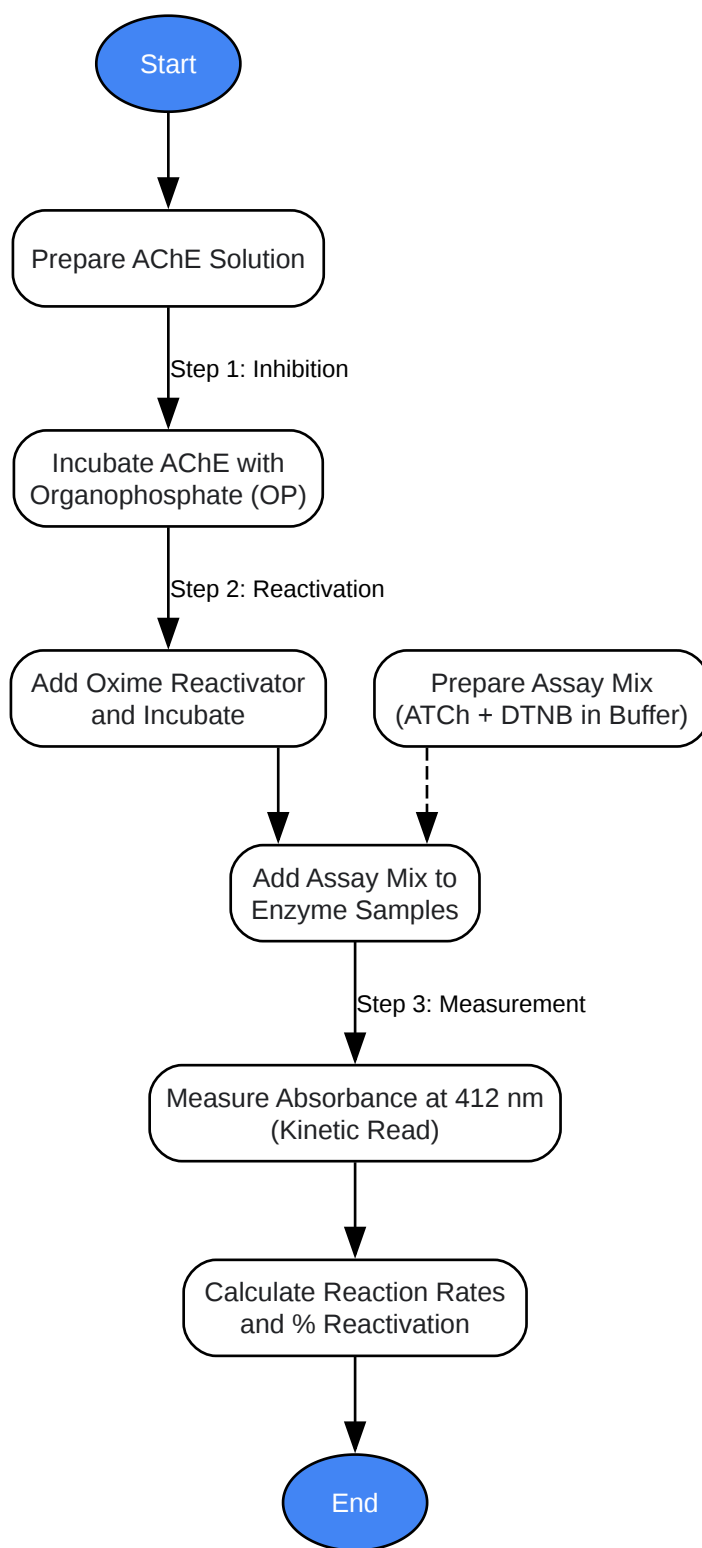 Start
Prepare AChE Solution
Step 1: Inhibition
Incubate AChE with
Organophosphate (OP)
Step 2: Reactivation
Add Oxime Reactivator
and Incubate
Prepare Assay Mix
(ATCh + DTNB in Buffer)
Add Assay Mix to
Enzyme Samples
Step 3: Measurement
Measure Absorbance at 412 nm
(Kinetic Read)
Calculate Reaction Rates
and % Reactivation
End